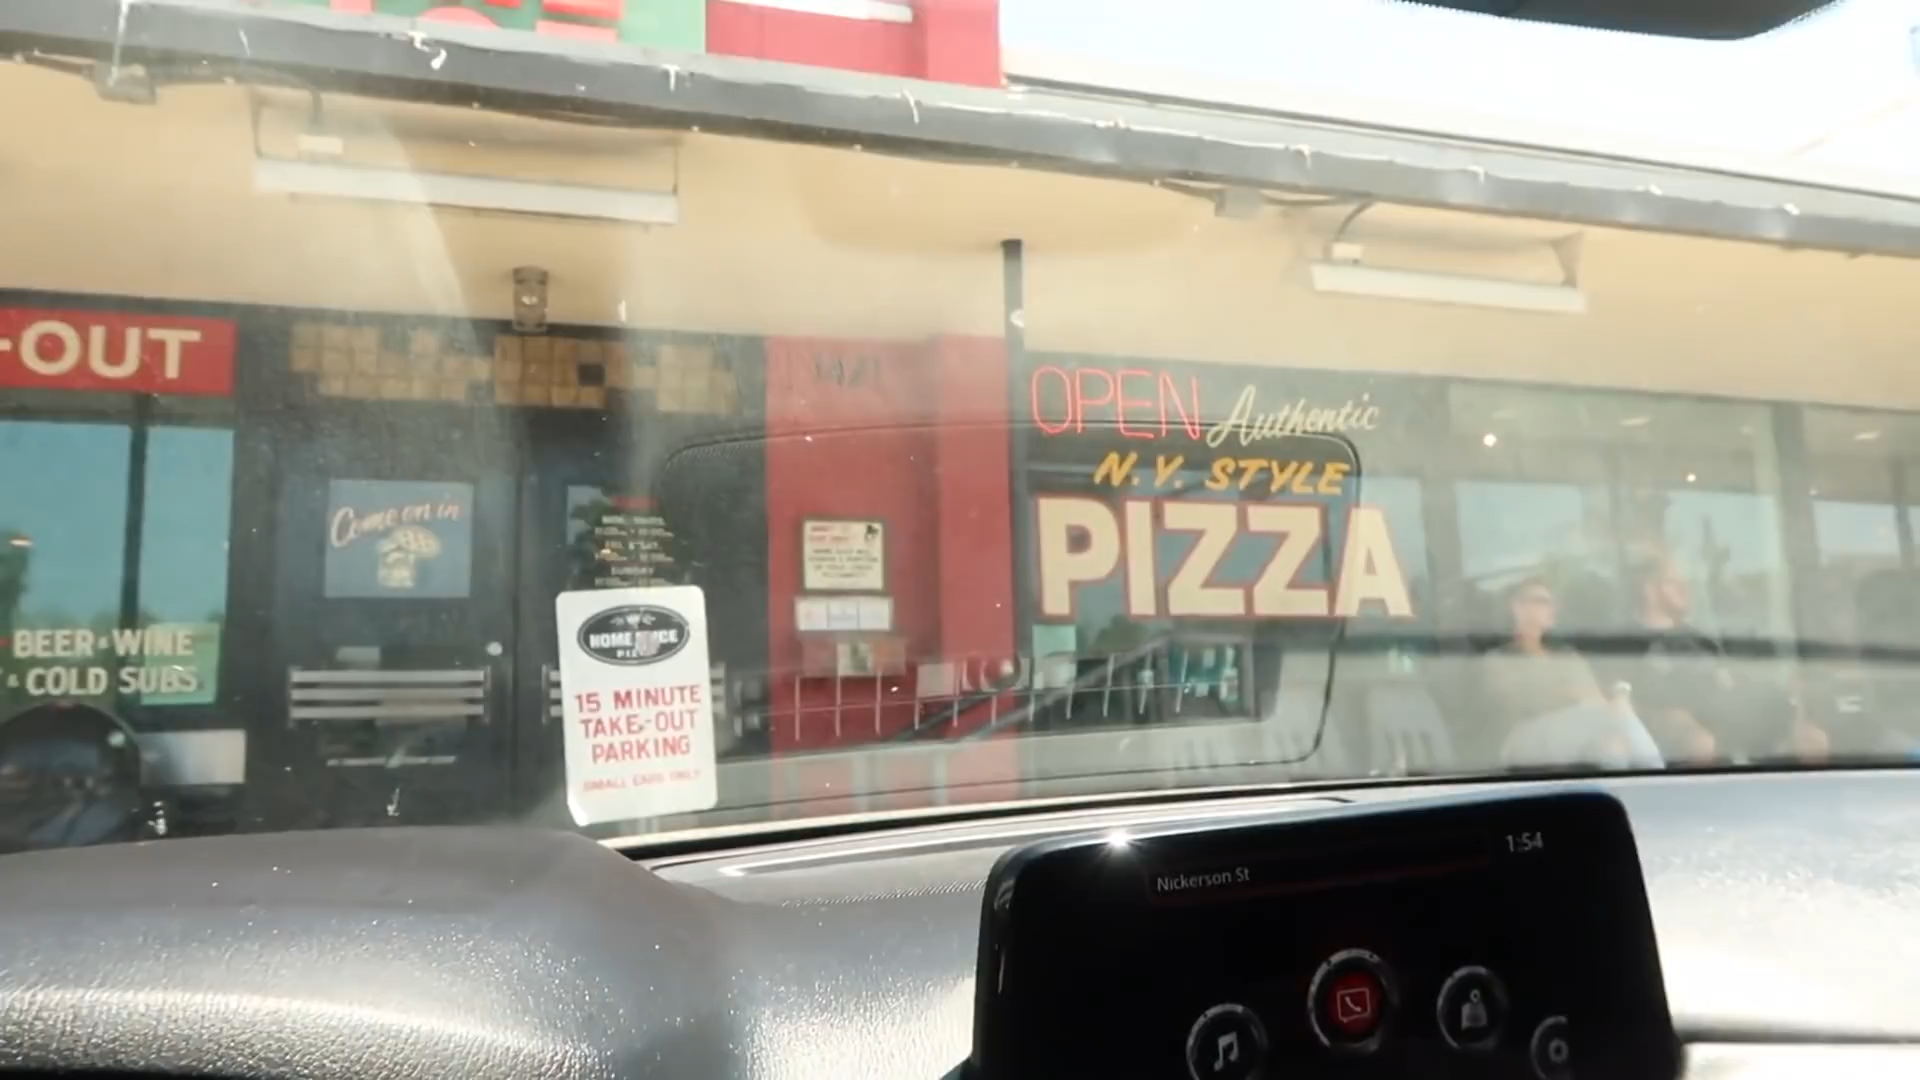 -OUT
OPEN
Authentic
N.Y. STYLE
PIZZA
Come on in
BEER & WINE
& COLD SUBS
SUNDAY
HOME SLICE
15 MINUTE
TAKE-OUT
PARKING
SMALL CARS ONLY
1:54
Nickerson St